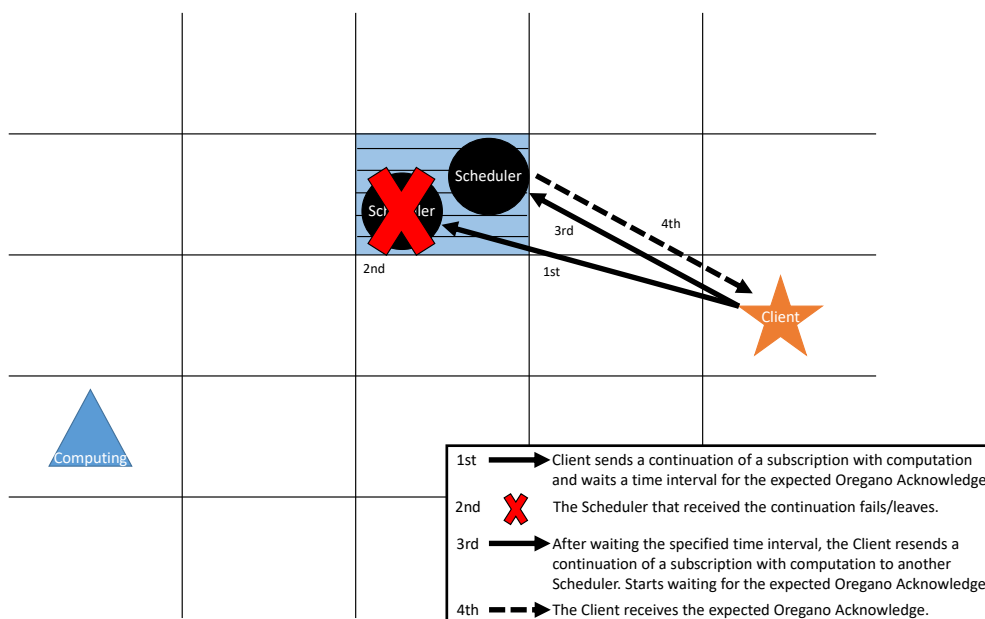 Scheduler
Scheduler
4th
3rd
2nd
1st
Client
Computing
1st Client sends a continuation of a subscription with computation
and waits a time interval for the expected Oregano Acknowledge
2nd The Scheduler that received the continuation fails/leaves.
3rd After waiting the specified time interval, the Client resends a
continuation of a subscription with computation to another
Scheduler. Starts waiting for the expected Oregano Acknowledge
4th The Client receives the expected Oregano Acknowledge.